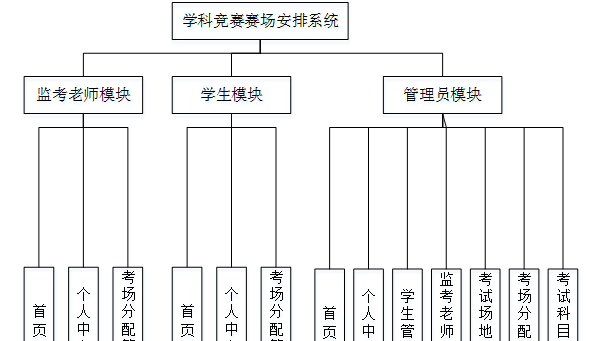 学科竞赛赛场安排系统
监考老师模块
学生模块
管理员模块
首页
个人中
考场分配
首页
个人中
考场分配
首页
个人中
学生管
监考老师
考试场地
考场分配
考试科目